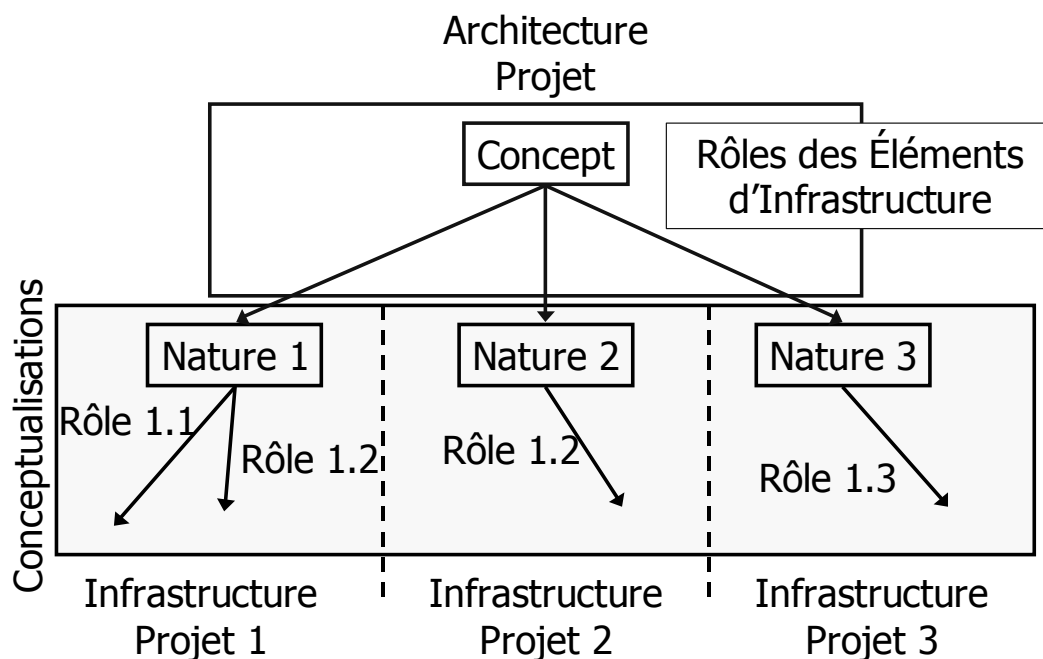 Architecture
Projet
Concept
Rôles des Éléments
d’Infrastructure
Conceptualisations
Nature 1
Nature 2
Nature 3
Rôle 1.1
Rôle 1.2
Rôle 1.2
Rôle 1.3
Infrastructure
Projet 1
Infrastructure
Projet 2
Infrastructure
Projet 3